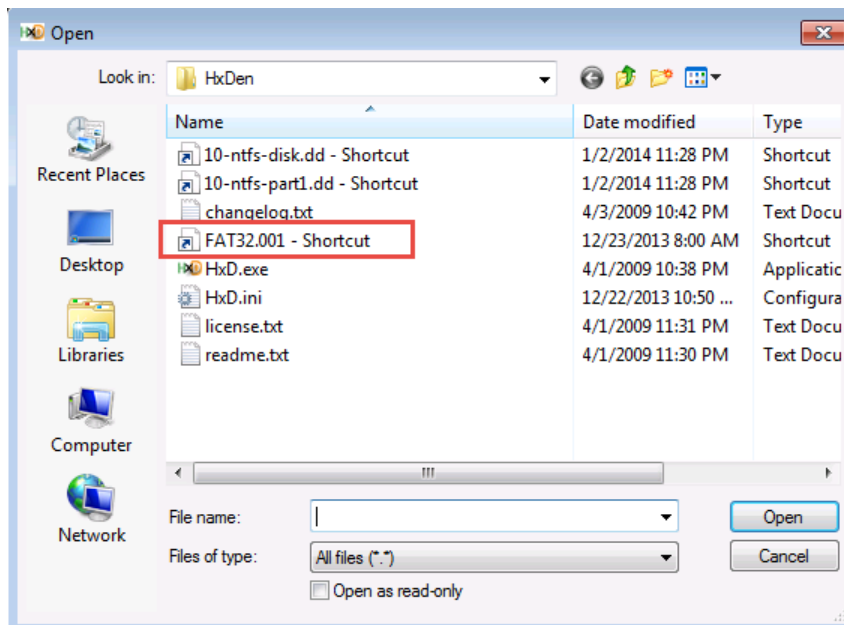 Open
Look in: HxDen
Name Date modified Type
10-ntfs-disk.dd - Shortcut 1/2/2014 11:28 PM Shortcut
10-ntfs-part1.dd - Shortcut 1/2/2014 11:28 PM Shortcut
changelog.txt 4/3/2009 10:42 PM Text Docu
FAT32.001 - Shortcut 12/23/2013 8:00 AM Shortcut
HxD.exe 4/1/2009 10:38 PM Applicatic
HxD.ini 12/22/2013 10:50 ... Configura
license.txt 4/1/2009 11:31 PM Text Docu
readme.txt 4/1/2009 11:30 PM Text Docu
Recent Places
Desktop
Libraries
Computer
Network
File name: Open
Files of type: All files (*.*) Cancel
Open as read-only